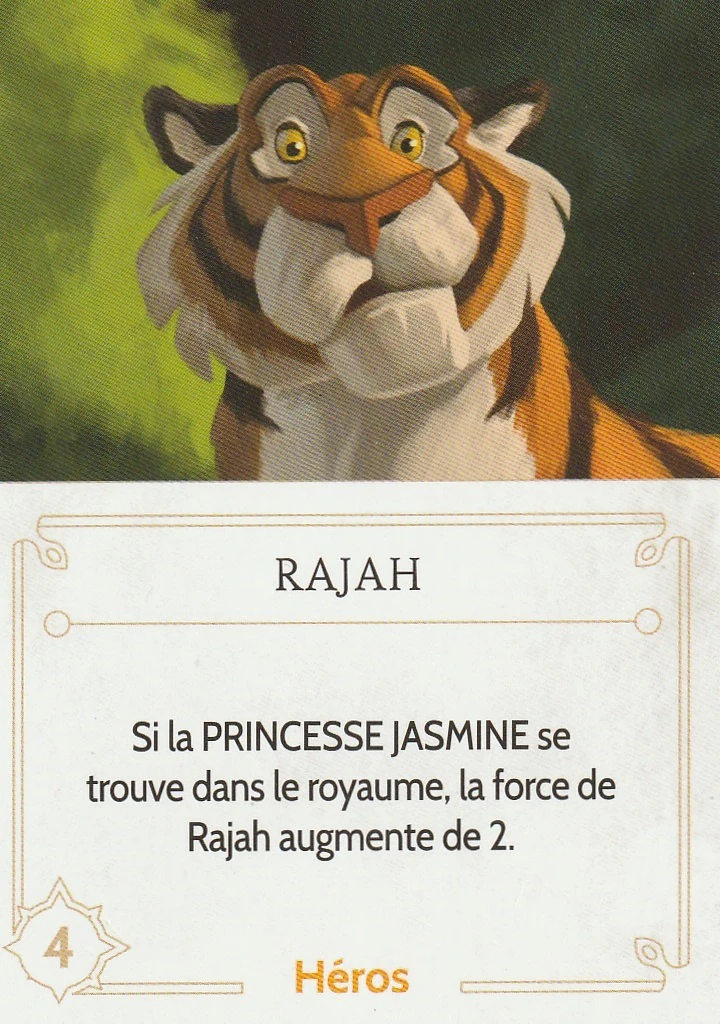 RAJAH
Si la PRINCESSE JASMINE se
trouve dans le royaume, la force de
Rajah augmente de 2.
4
Héros